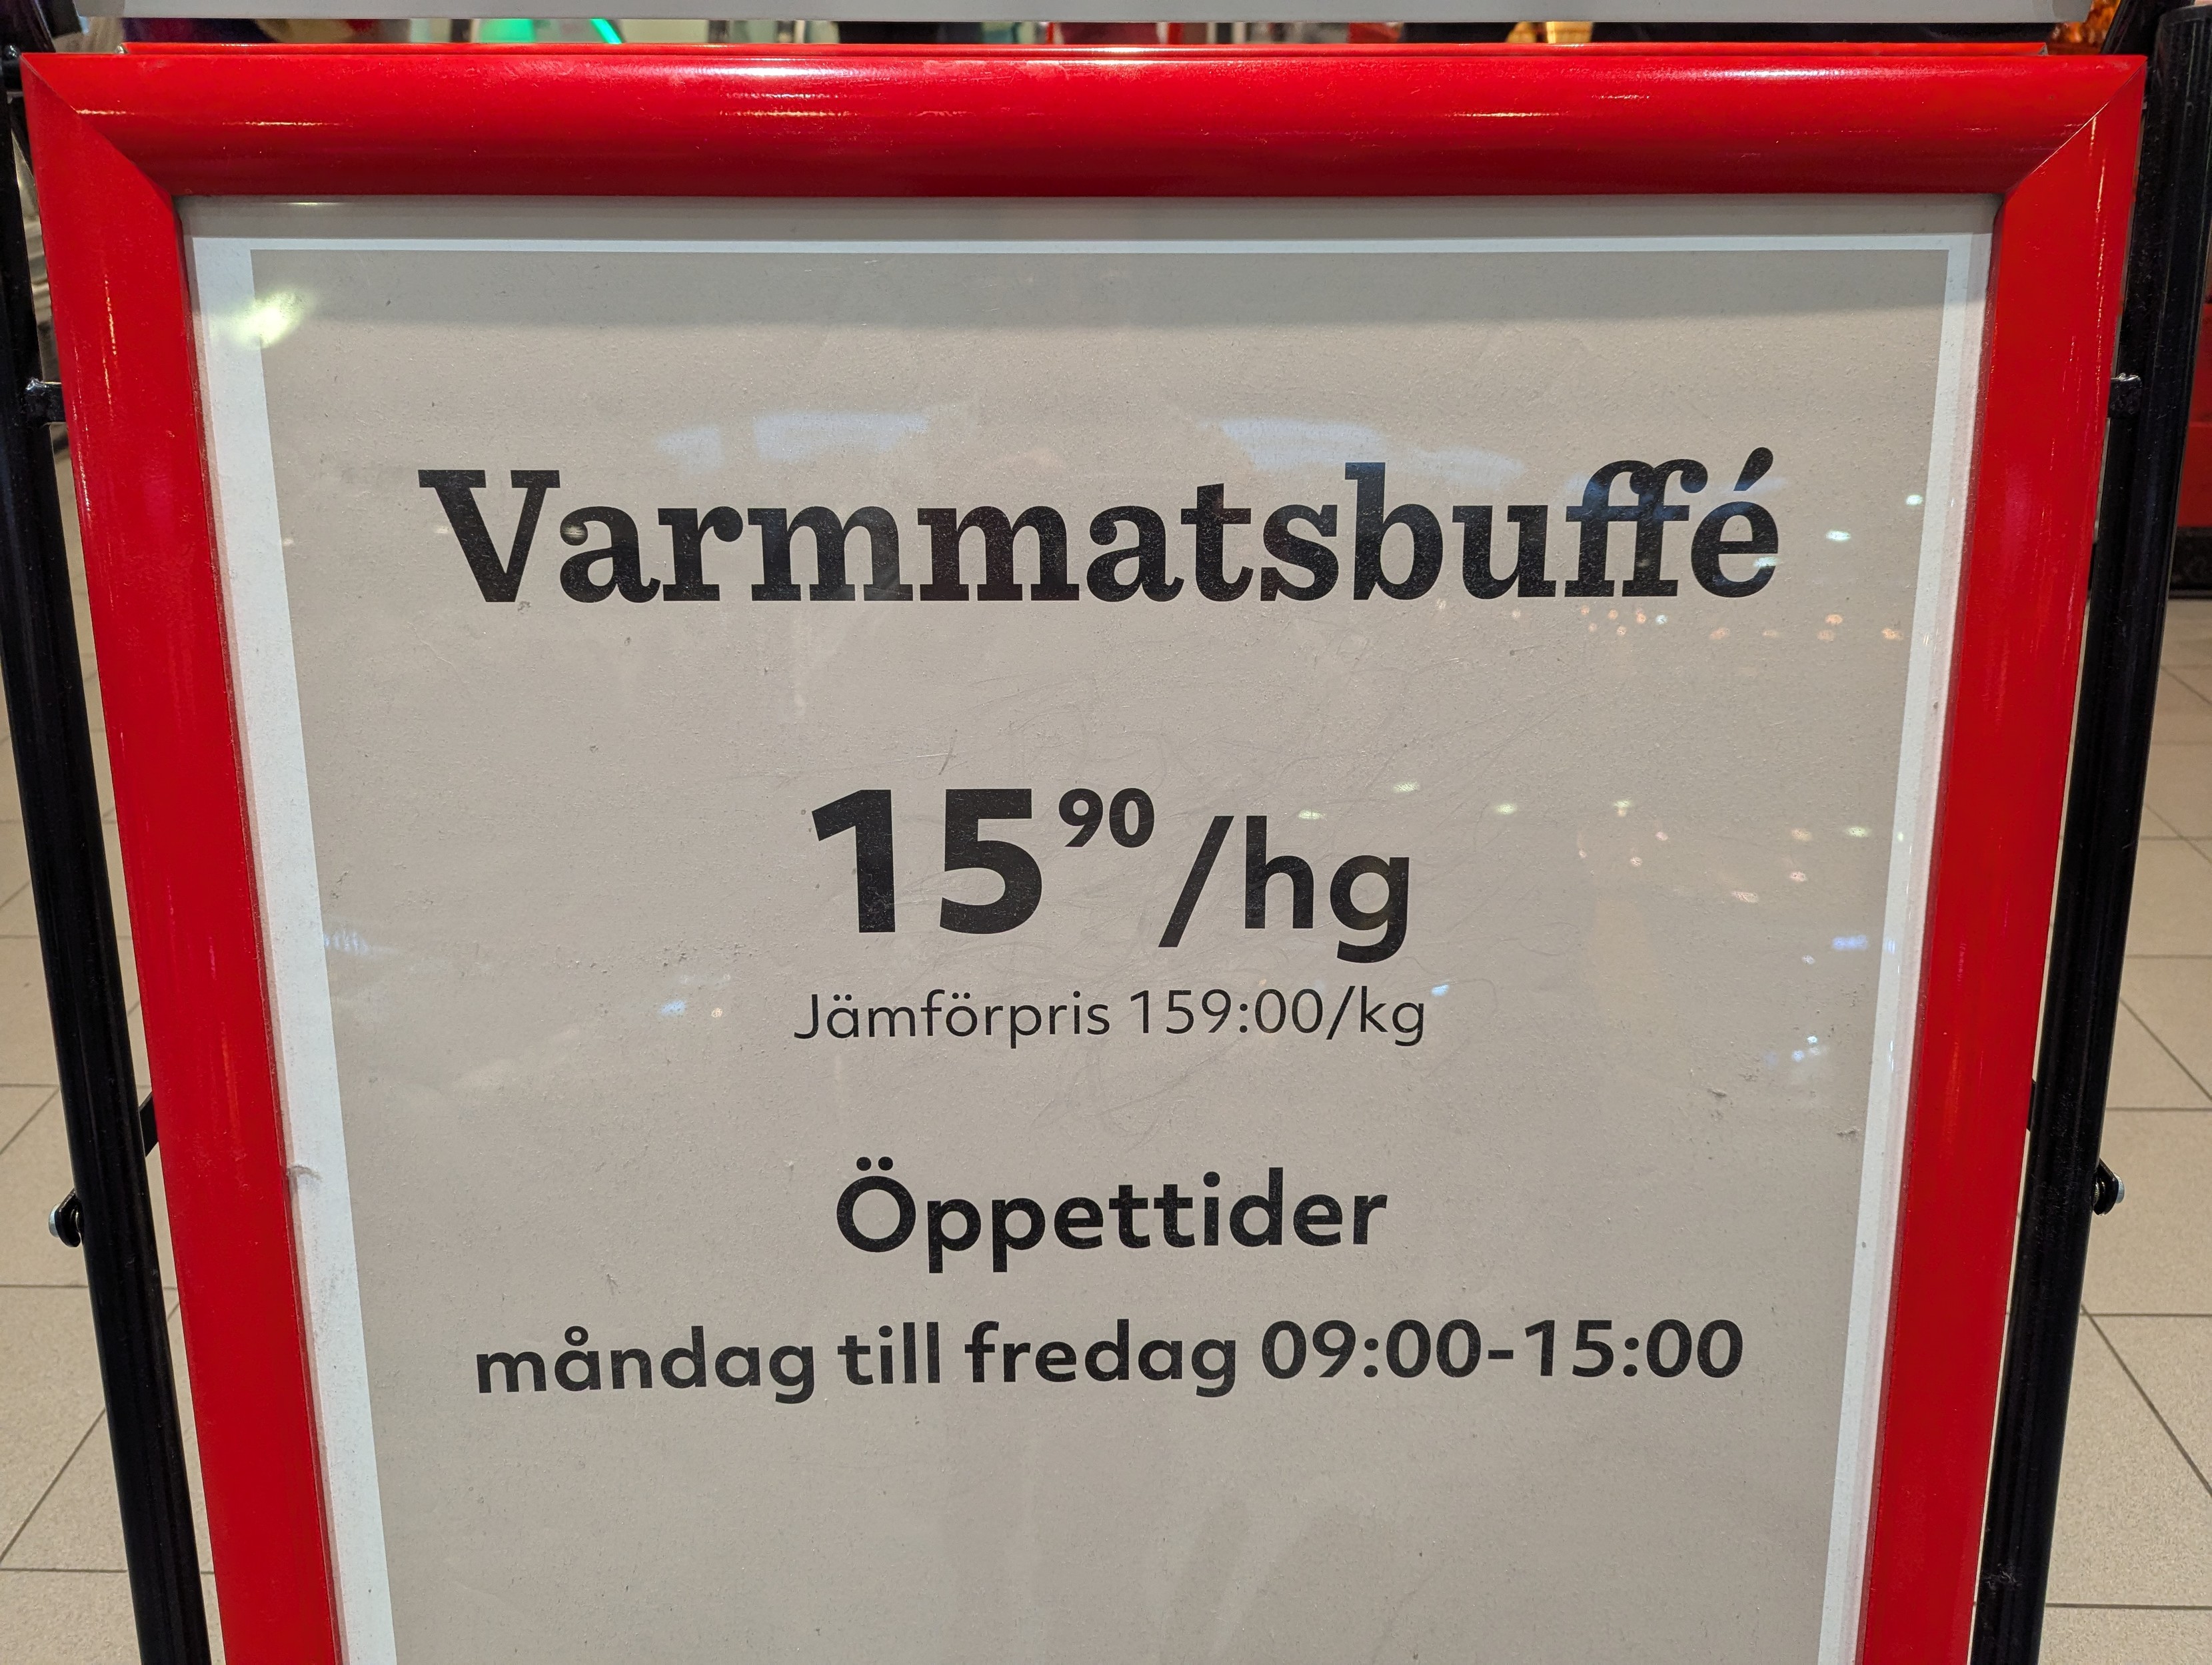 Varmmatsbuffé
15⁹⁰/hg
Jämförpris 159:00/kg
Öppettider
måndag till fredag 09:00-15:00